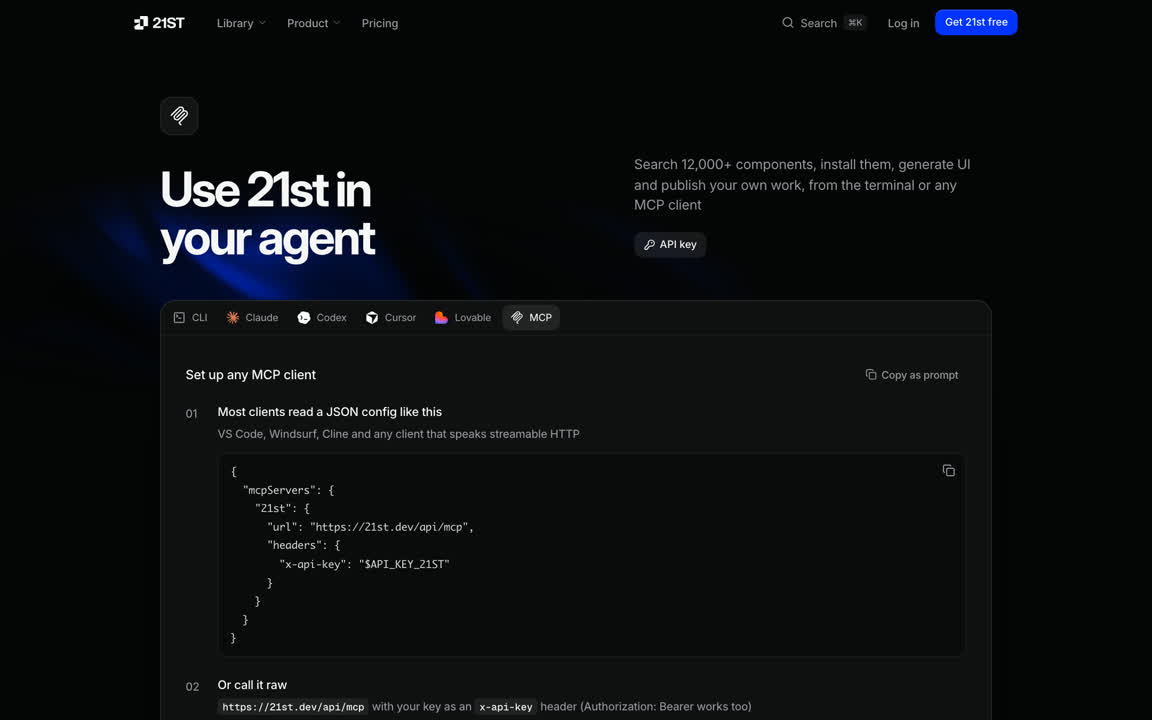 21ST
Library
Product
Pricing
Search
⌘K
Log in
Get 21st free
Use 21st in
your agent
Search 12,000+ components, install them, generate UI
and publish your own work, from the terminal or any
MCP client
API key
CLI
Claude
Codex
Cursor
Lovable
MCP
Set up any MCP client
Copy as prompt
01
Most clients read a JSON config like this
VS Code, Windsurf, Cline and any client that speaks streamable HTTP
{
  "mcpServers": {
    "21st": {
      "url": "https://21st.dev/api/mcp",
      "headers": {
        "x-api-key": "$API_KEY_21ST"
      }
    }
  }
}
02
Or call it raw
https://21st.dev/api/mcp with your key as an x-api-key header (Authorization: Bearer works too)